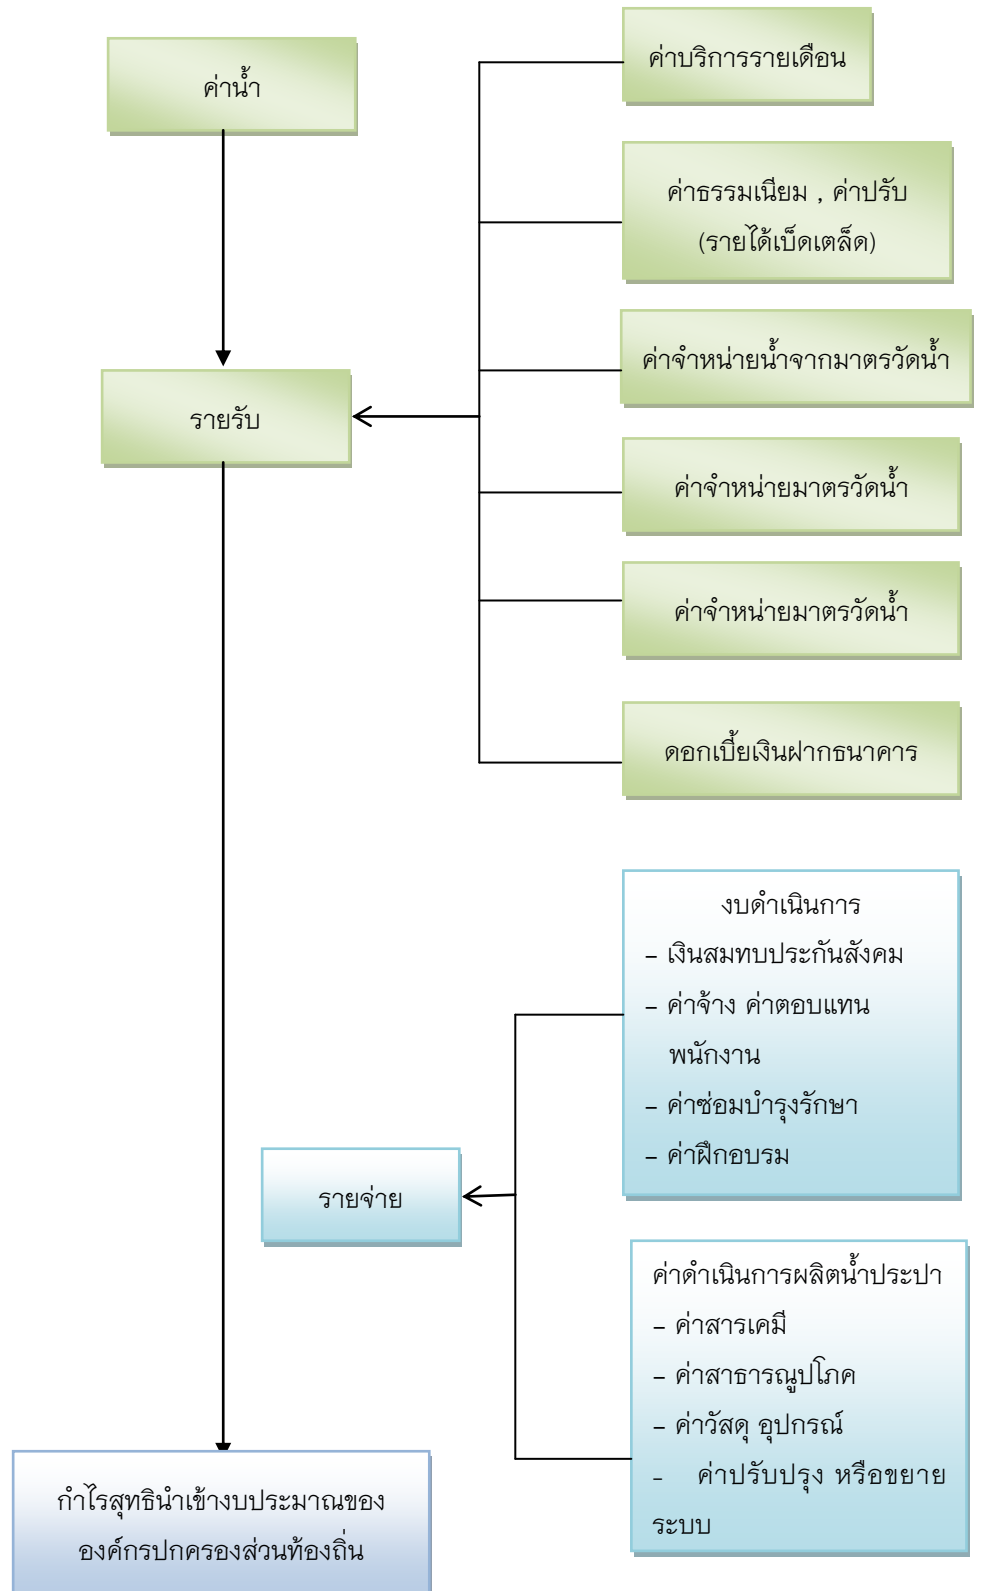 ค่าน้ำ
ค่าบริการรายเดือน
ค่าธรรมเนียม , ค่าปรับ
(รายได้เบ็ดเตล็ด)
ค่าจำหน่ายน้ำจากมาตรวัดน้ำ
รายรับ
ค่าจำหน่ายมาตรวัดน้ำ
ค่าจำหน่ายมาตรวัดน้ำ
ดอกเบี้ยเงินฝากธนาคาร
งบดำเนินการ
- เงินสมทบประกันสังคม
- ค่าจ้าง ค่าตอบแทน
พนักงาน
- ค่าซ่อมบำรุงรักษา
- ค่าฝึกอบรม
รายจ่าย
ค่าดำเนินการผลิตน้ำประปา
- ค่าสารเคมี
- ค่าสาธารณูปโภค
- ค่าวัสดุ อุปกรณ์
- ค่าปรับปรุง หรือขยาย
ระบบ
กำไรสุทธินำเข้างบประมาณของ
องค์กรปกครองส่วนท้องถิ่น